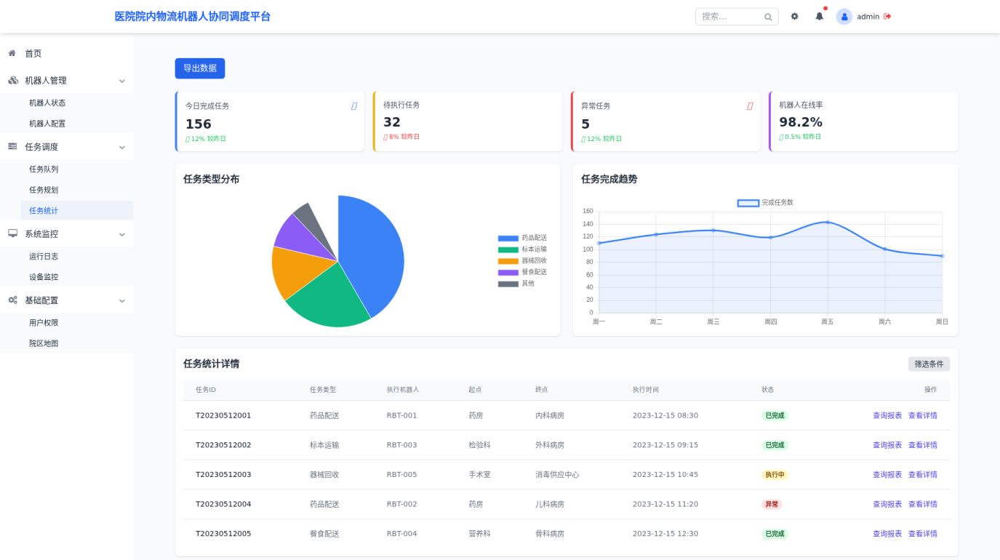 医院院内物流机器人协同调度平台
搜索...
admin
首页
机器人管理
机器人状态
机器人配置
任务调度
任务队列
任务规划
任务统计
系统监控
运行日志
设备监控
基础配置
用户权限
院区地图
导出数据
今日完成任务
156
12% 较昨日
待执行任务
32
8% 较昨日
异常任务
5
12% 较昨日
机器人在线率
98.2%
0.5% 较昨日
任务类型分布
药品配送
标本运输
器械回收
餐食配送
其他
任务完成趋势
完成任务数
160
140
120
100
80
60
40
20
0
周一 周二 周三 周四 周五 周六 周日
任务统计详情
筛选条件
任务ID 任务类型 执行机器人 起点 终点 执行时间 状态 操作
T20230512001 药品配送 RBT-001 药房 内科病房 2023-12-15 08:30 已完成 查询报表 查看详情
T20230512002 标本运输 RBT-003 检验科 外科病房 2023-12-15 09:15 已完成 查询报表 查看详情
T20230512003 器械回收 RBT-005 手术室 消毒供应中心 2023-12-15 10:45 执行中 查询报表 查看详情
T20230512004 药品配送 RBT-002 药房 儿科病房 2023-12-15 11:20 异常 查询报表 查看详情
T20230512005 餐食配送 RBT-004 营养科 骨科病房 2023-12-15 12:30 已完成 查询报表 查看详情